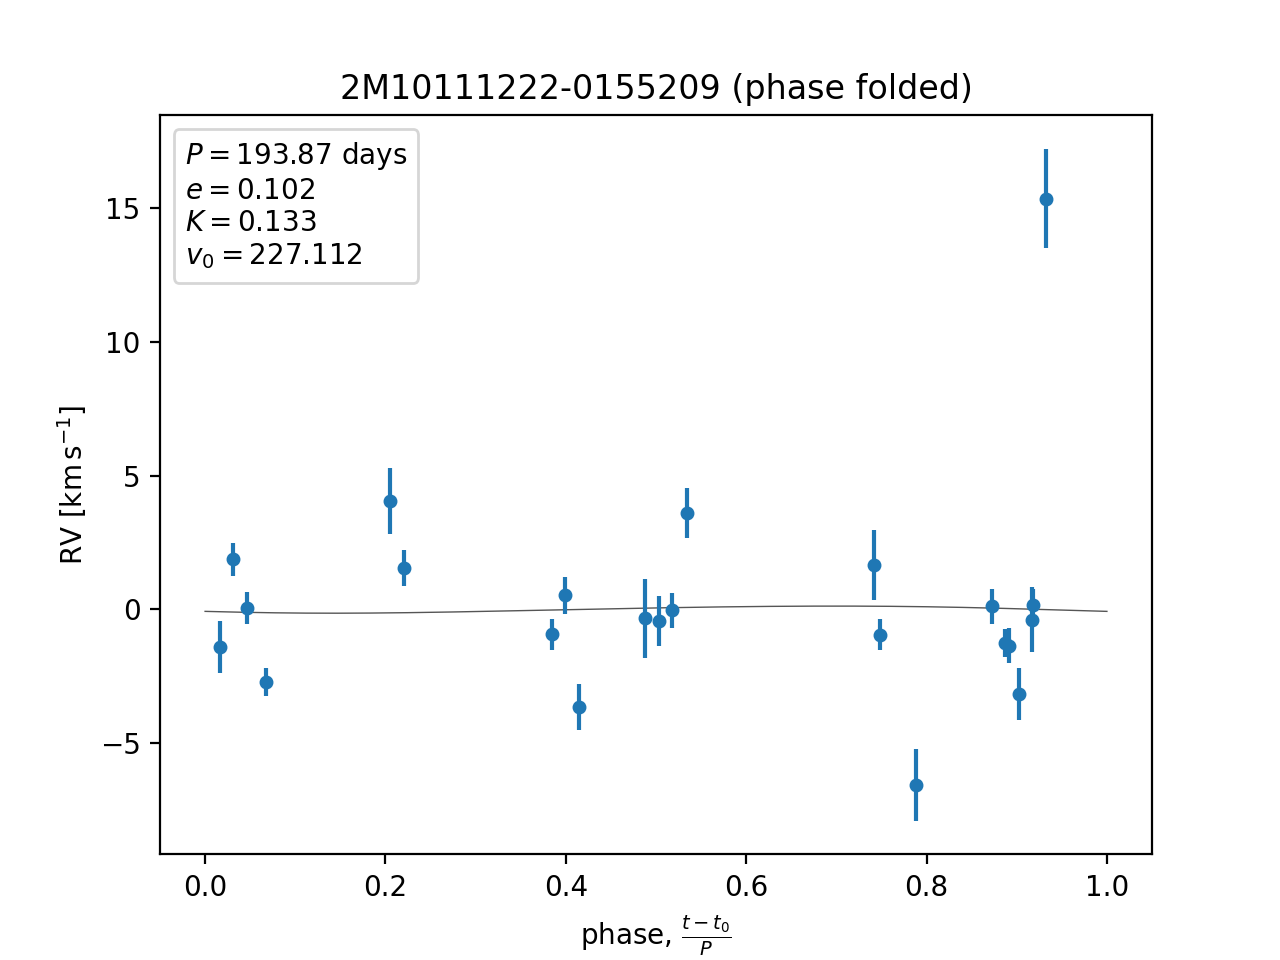 2M10111222-0155209 (phase folded)
P = 193.87 days
e = 0.102
K = 0.133
v₀ = 227.112
15
10
5
0
−5
RV [km s⁻¹]
0.0 0.2 0.4 0.6 0.8 1.0
phase, (t − t₀)/P